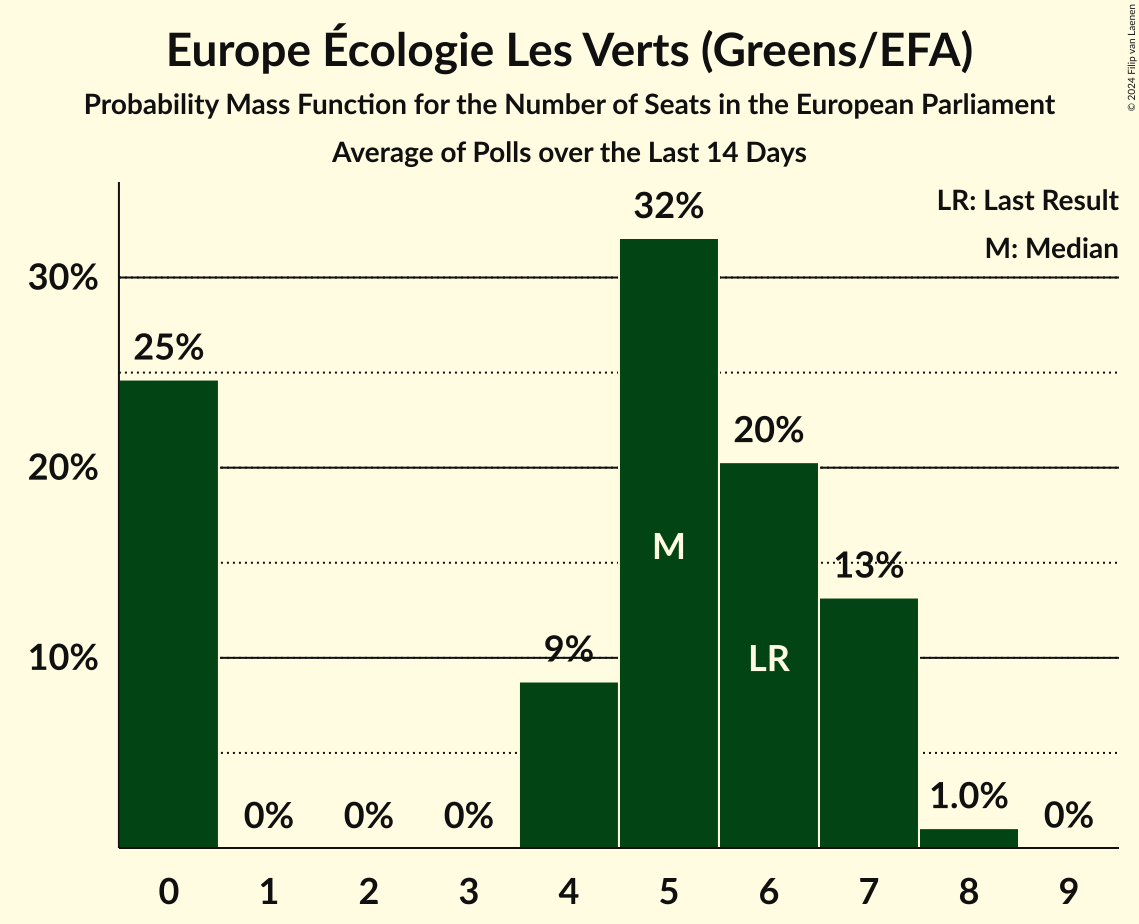 Europe Écologie Les Verts (Greens/EFA)
Probability Mass Function for the Number of Seats in the European Parliament
Average of Polls over the Last 14 Days
© 2024 Filip van Laenen
LR: Last Result
M: Median
30%
20%
10%
25%
0%
0%
0%
9%
32%
20%
13%
1.0%
0%
M
LR
0 1 2 3 4 5 6 7 8 9